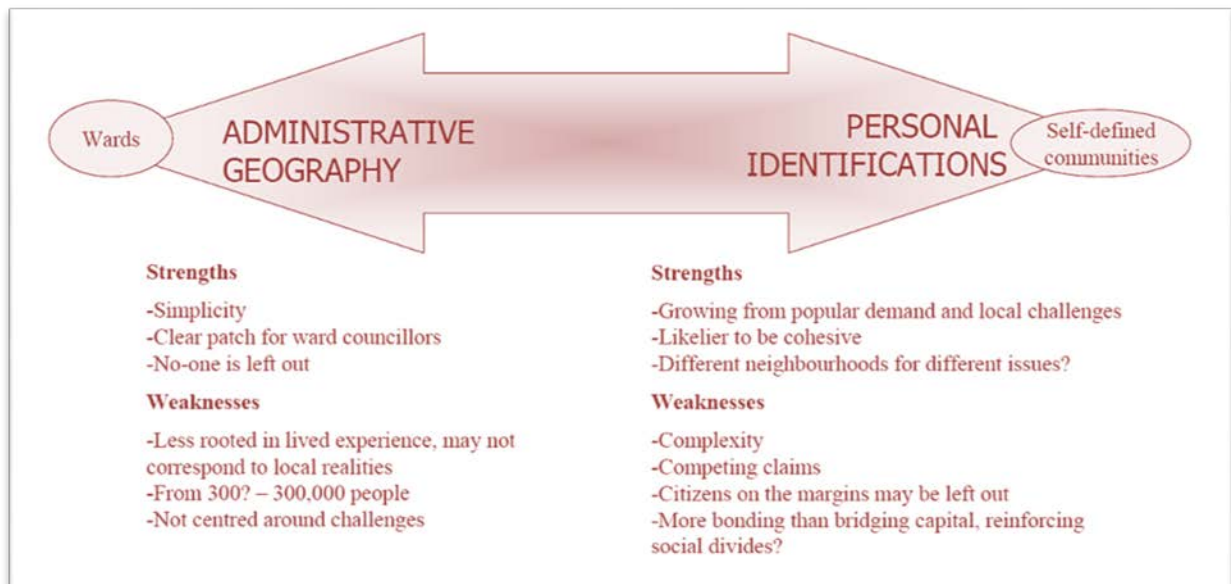 Wards
ADMINISTRATIVE
GEOGRAPHY
PERSONAL
IDENTIFICATIONS
Self-defined
communities
Strengths
-Simplicity
-Clear patch for ward councillors
-No-one is left out
Weaknesses
-Less rooted in lived experience, may not
correspond to local realities
-From 300? – 300,000 people
-Not centred around challenges
Strengths
-Growing from popular demand and local challenges
-Likelier to be cohesive
-Different neighbourhoods for different issues?
Weaknesses
-Complexity
-Competing claims
-Citizens on the margins may be left out
-More bonding than bridging capital, reinforcing
social divides?